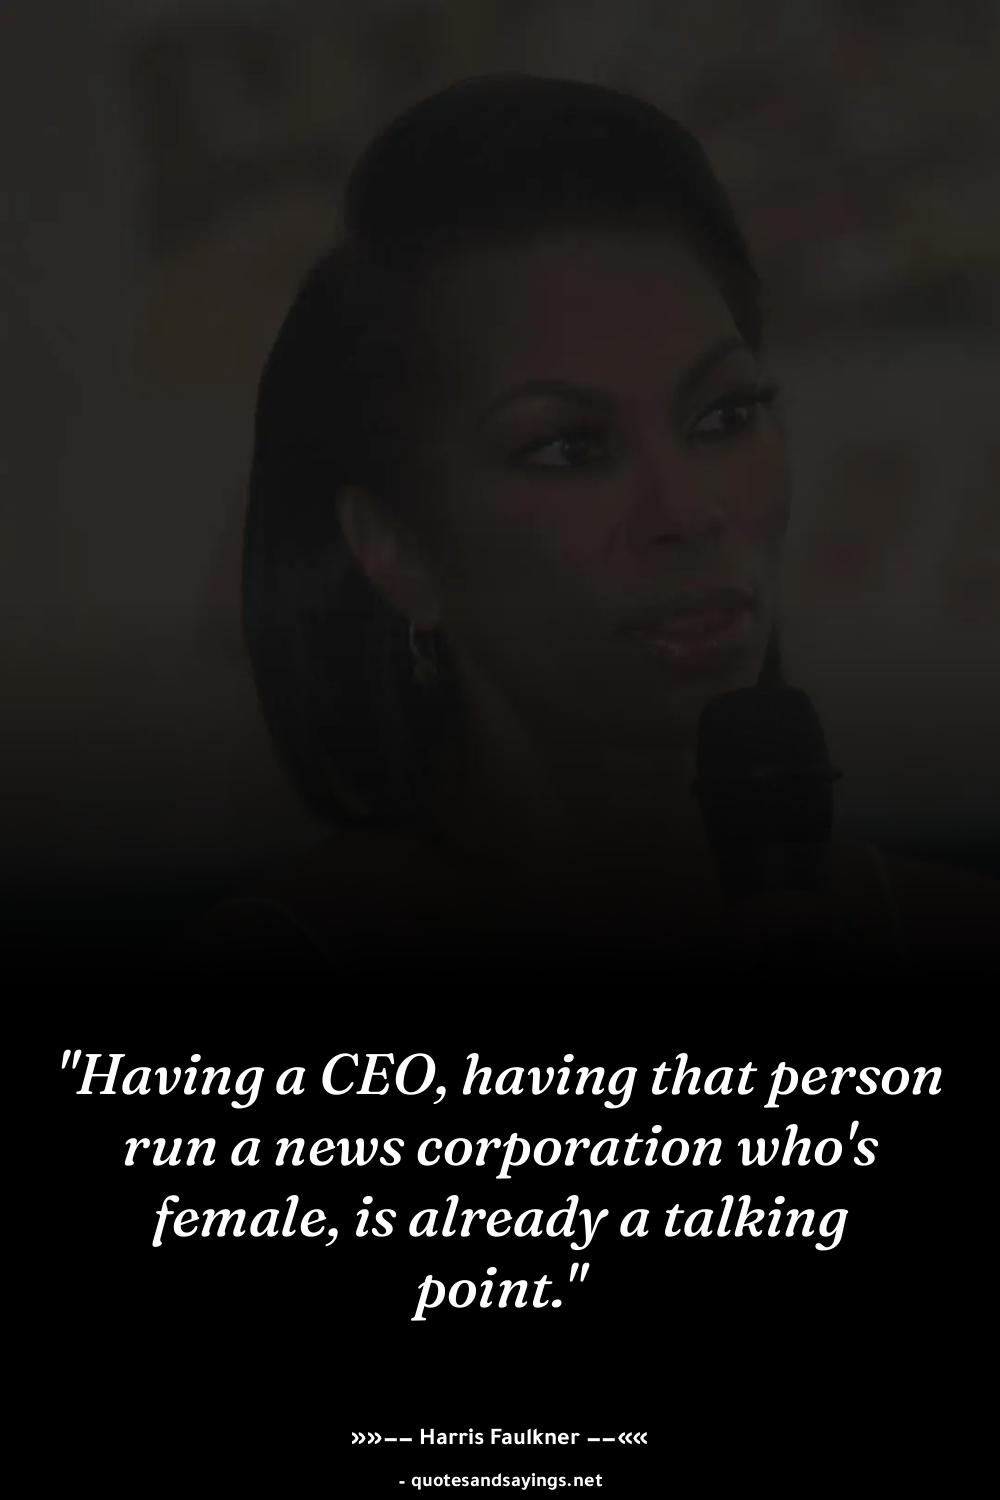 "Having a CEO, having that person
run a news corporation who's
female, is already a talking
point."
»»–– Harris Faulkner ––««
- quotesandsayings.net